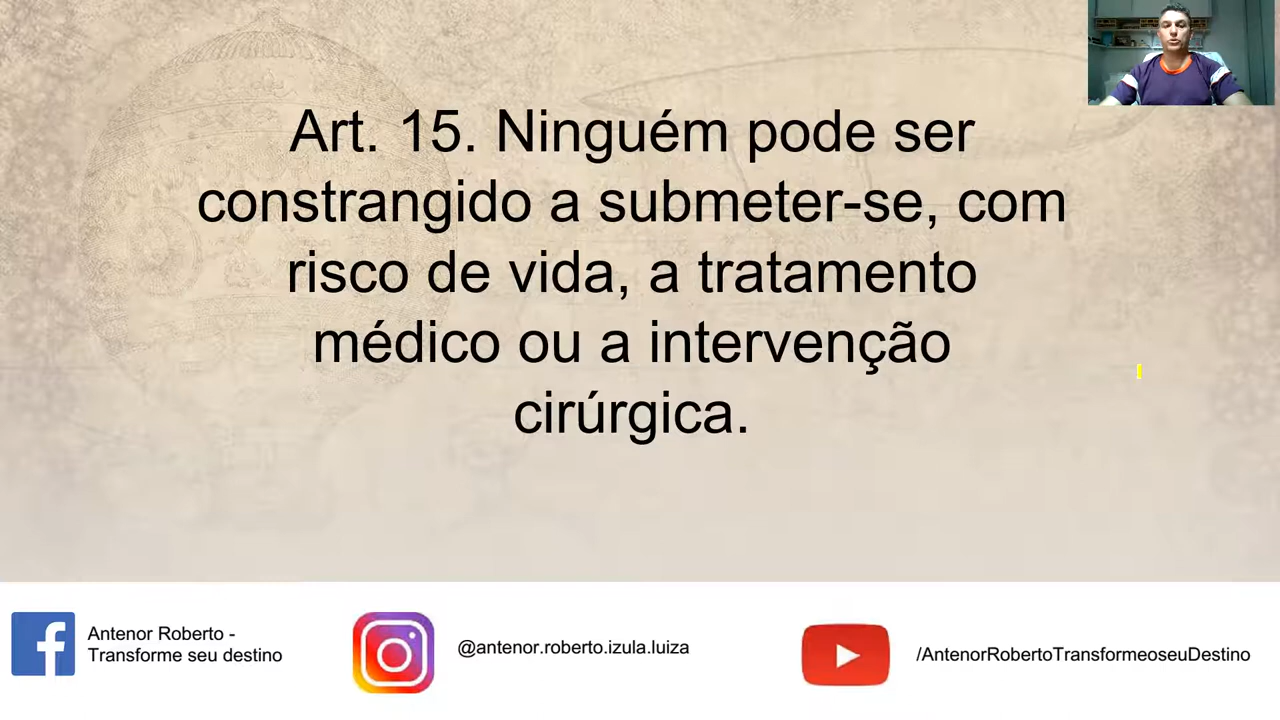 Art. 15. Ninguém pode ser
constrangido a submeter-se, com
risco de vida, a tratamento
médico ou a intervenção
cirúrgica.
Antenor Roberto -
Transforme seu destino
@antenor.roberto.izula.luiza
/AntenorRobertoTransformeoseuDestino